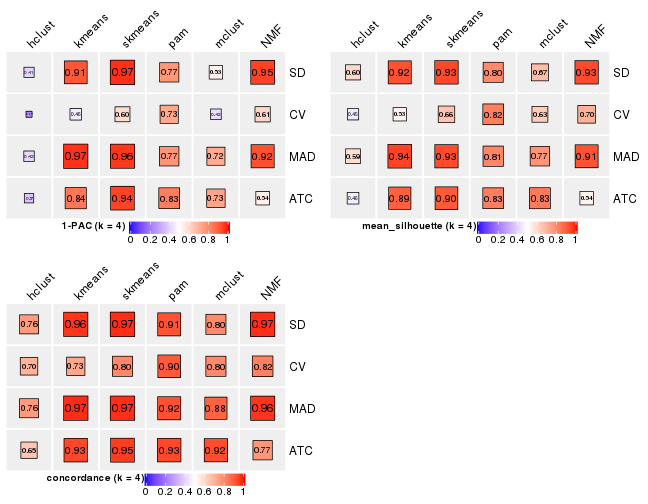 hclust kmeans skmeans pam mclust NMF
0.41 0.91 0.97 0.77 0.53 0.95 SD
0.46 0.60 0.73 0.43 0.61 CV
0.43 0.97 0.96 0.77 0.72 0.92 MAD
0.84 0.94 0.83 0.73 0.54 ATC
1-PAC (k = 4)
0 0.2 0.4 0.6 0.8 1
hclust kmeans skmeans pam mclust NMF
0.60 0.92 0.93 0.80 0.67 0.93 SD
0.45 0.53 0.66 0.82 0.63 0.70 CV
0.59 0.94 0.93 0.81 0.77 0.91 MAD
0.46 0.89 0.90 0.83 0.83 0.54 ATC
mean_silhouette (k = 4)
0 0.2 0.4 0.6 0.8 1
hclust kmeans skmeans pam mclust NMF
0.76 0.96 0.97 0.91 0.80 0.97 SD
0.70 0.73 0.80 0.90 0.80 0.82 CV
0.76 0.97 0.97 0.92 0.88 0.96 MAD
0.65 0.93 0.95 0.93 0.92 0.77 ATC
concordance (k = 4)
0 0.2 0.4 0.6 0.8 1